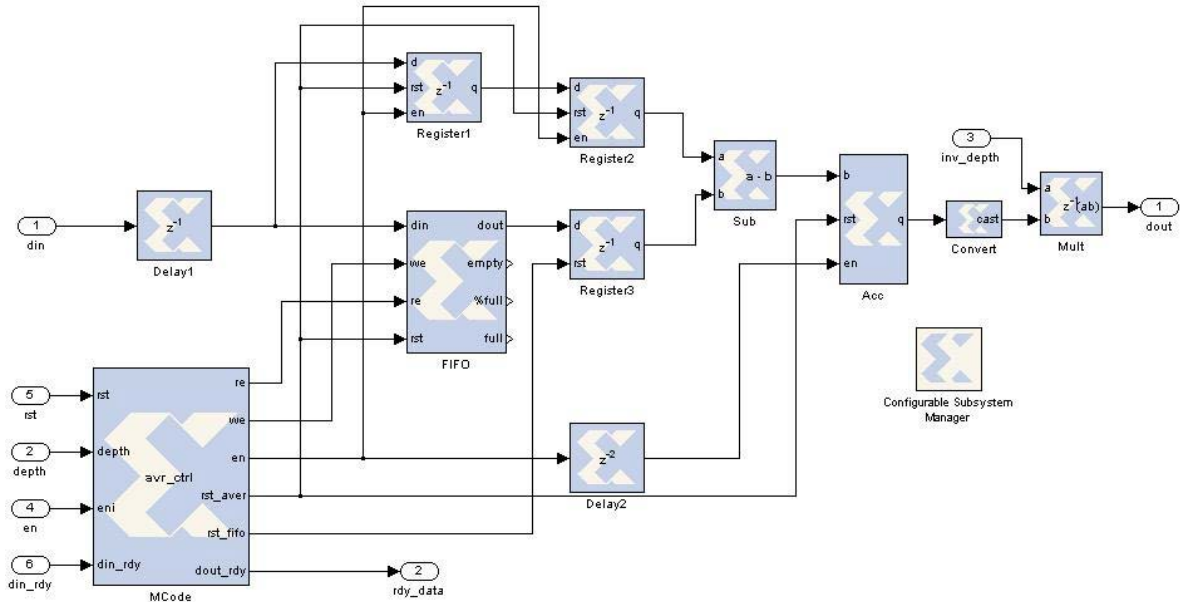 d
rst
en
z⁻¹
q
Register1
d
rst
en
z⁻¹
q
Register2
a
b
a - b
Sub
b
rst
en
q
Acc
cast
Convert
3
inv_depth
a
b
z⁻¹(ab)
Mult
1
dout
1
din
z⁻¹
Delay1
din
we
re
rst
dout
empty
%full
full
FIFO
d
rst
z⁻¹
q
Register3
Configurable Subsystem
Manager
5
rst
2
depth
4
en
6
din_rdy
rst
depth
eni
din_rdy
avr_ctrl
re
we
en
rst_aver
rst_fifo
dout_rdy
MCode
z⁻²
Delay2
2
rdy_data